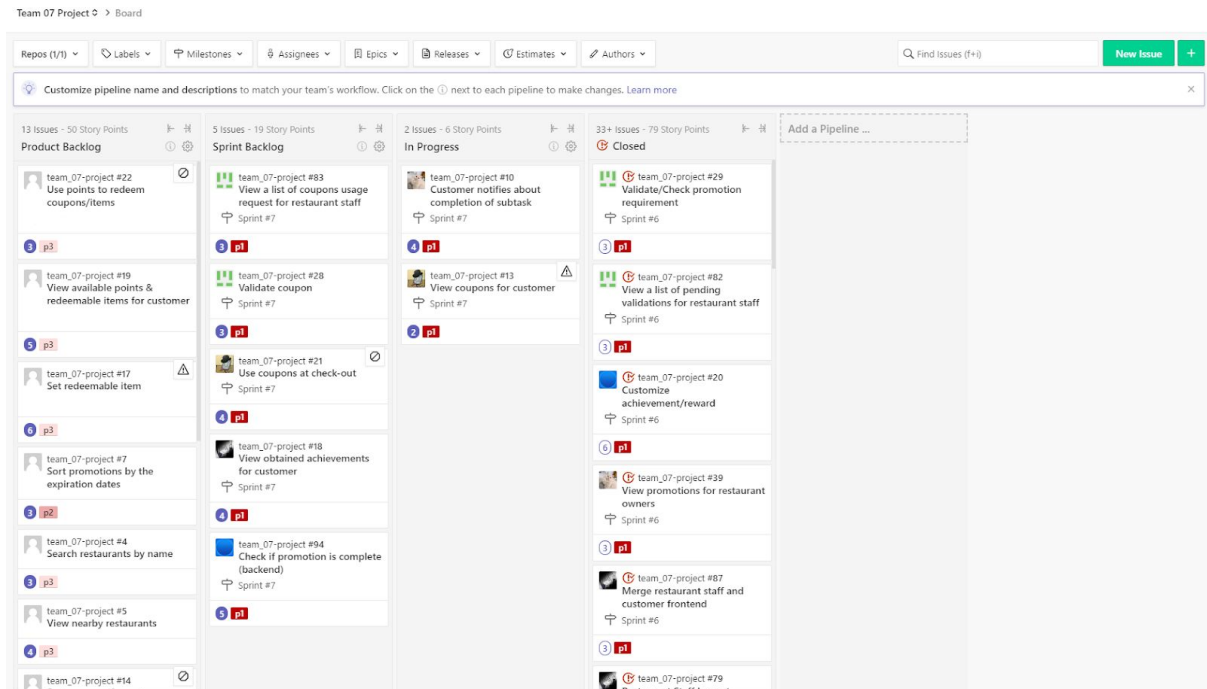 Team 07 Project > Board
Repos (1/1)
Labels
Milestones
Assignees
Epics
Releases
Estimates
Authors
Find Issues (f+i)
New Issue
+
Customize pipeline name and descriptions to match your team's workflow. Click on the ⓘ next to each pipeline to make changes. Learn more
13 Issues - 50 Story Points
Product Backlog
team_07-project #22
Use points to redeem
coupons/items
3 p3
team_07-project #19
View available points &
redeemable items for customer
5 p3
team_07-project #17
Set redeemable item
6 p3
team_07-project #7
Sort promotions by the
expiration dates
3 p2
team_07-project #4
Search restaurants by name
3 p3
team_07-project #5
View nearby restaurants
4 p3
team_07-project #14
5 Issues - 19 Story Points
Sprint Backlog
team_07-project #83
View a list of coupons usage
request for restaurant staff
Sprint #7
3 p1
team_07-project #28
Validate coupon
Sprint #7
3 p1
team_07-project #21
Use coupons at check-out
Sprint #7
4 p1
team_07-project #18
View obtained achievements
for customer
Sprint #7
4 p1
team_07-project #94
Check if promotion is complete
(backend)
Sprint #7
5 p1
2 Issues - 6 Story Points
In Progress
team_07-project #10
Customer notifies about
completion of subtask
Sprint #7
4 p1
team_07-project #13
View coupons for customer
Sprint #7
2 p1
33+ Issues - 79 Story Points
Closed
team_07-project #29
Validate/Check promotion
requirement
Sprint #6
3 p1
team_07-project #82
View a list of pending
validations for restaurant staff
Sprint #6
3 p1
team_07-project #20
Customize
achievement/reward
Sprint #6
6 p1
team_07-project #39
View promotions for restaurant
owners
Sprint #6
3 p1
team_07-project #87
Merge restaurant staff and
customer frontend
Sprint #6
3 p1
team_07-project #79
Add a Pipeline ...